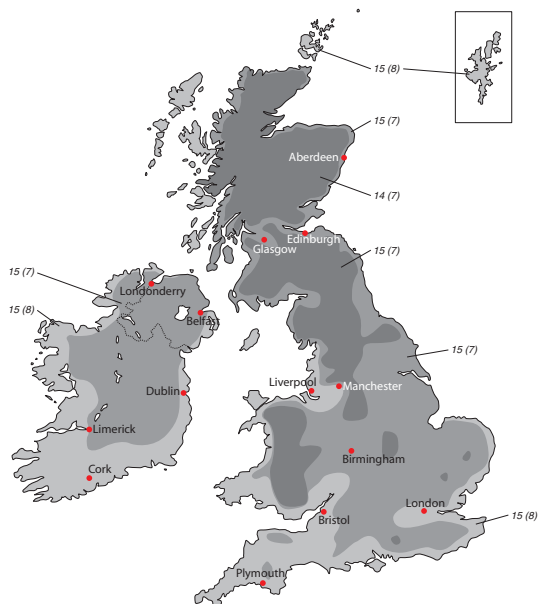 15 (8)
15 (7)
Aberdeen
14 (7)
Edinburgh
Glasgow
15 (7)
15 (7)
Londonderry
15 (8)
Belfast
15 (7)
Liverpool
Manchester
Dublin
Limerick
Birmingham
Cork
London
Bristol
15 (8)
Plymouth